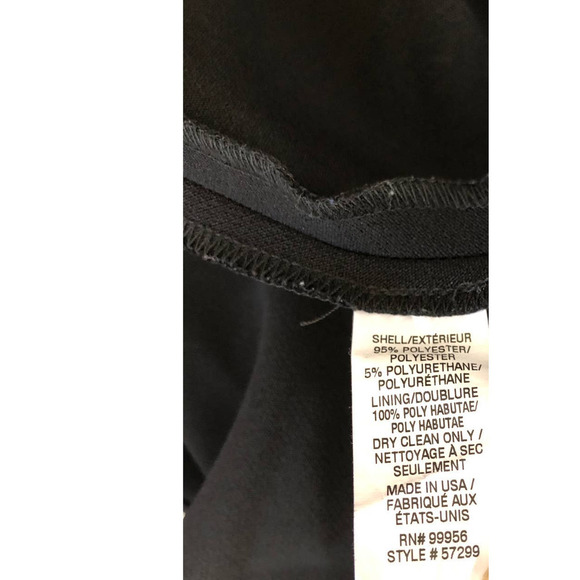 SHELL/EXTÉRIEUR
95% POLYESTER/
POLYESTER
5% POLYURETHANE/
POLYURÉTHANE
LINING/DOUBLURE
100% POLY HABUTAE/
POLY HABUTAE
DRY CLEAN ONLY /
NETTOYAGE À SEC
SEULEMENT
MADE IN USA /
FABRIQUÉ AUX
ÉTATS-UNIS
RN# 99956
STYLE # 57299